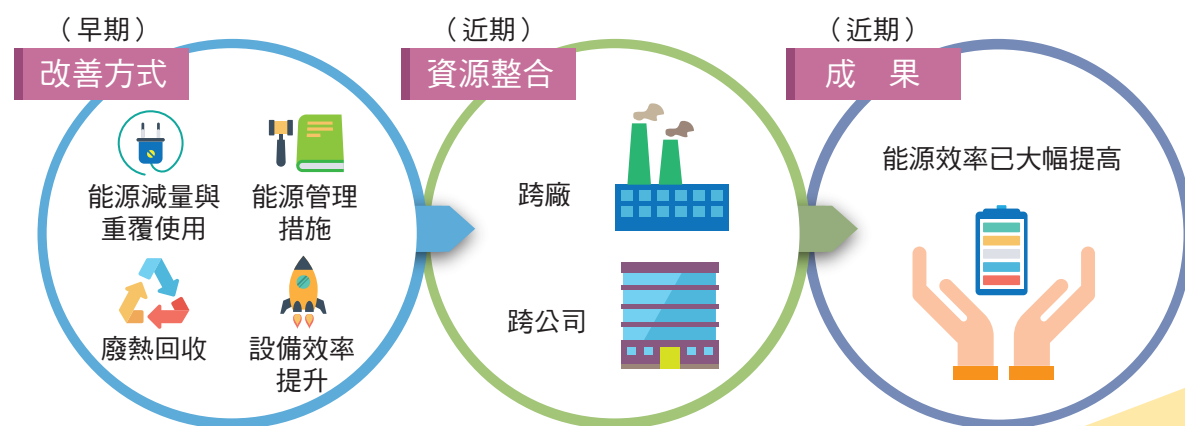 （早期）
改善方式
能源減量與
重覆使用
能源管理
措施
廢熱回收
設備效率
提升
（近期）
資源整合
跨廠
跨公司
（近期）
成　果
能源效率已大幅提高